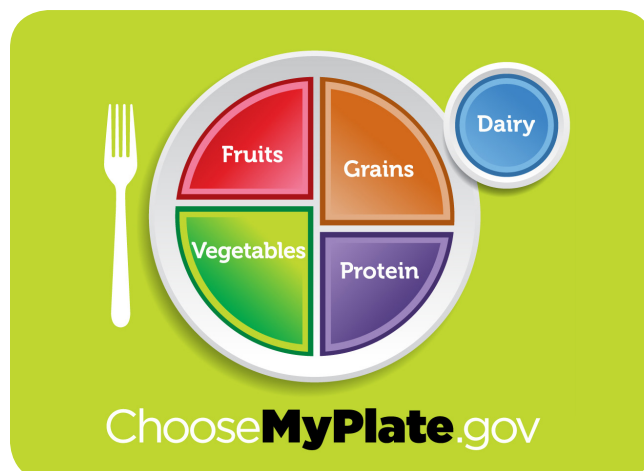 Dairy
Fruits
Grains
Vegetables
Protein
ChooseMyPlate.gov